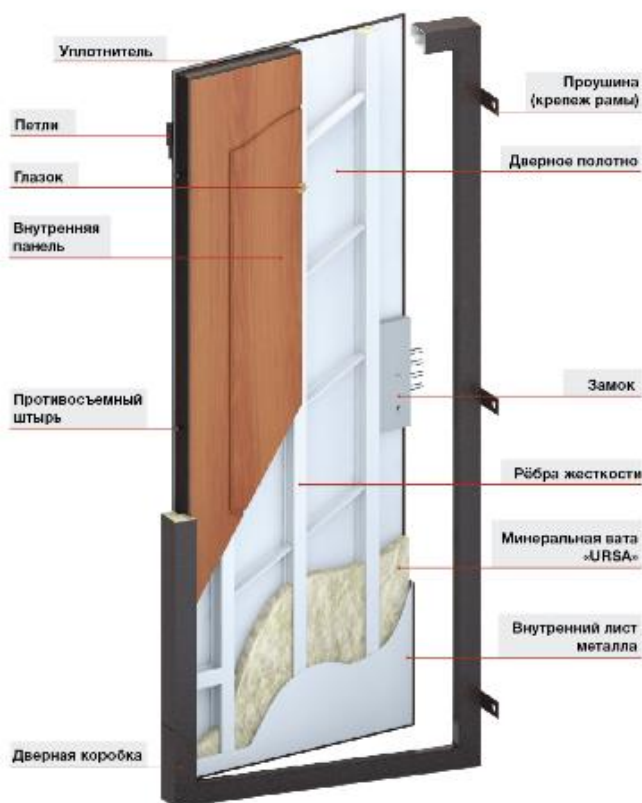 Уплотнитель
Петли
Глазок
Внутренняя
панель
Противосъемный
штырь
Дверная коробка
Проушина
(крепеж рамы)
Дверное полотно
Замок
Рёбра жесткости
Минеральная вата
«URSA»
Внутренний лист
металла